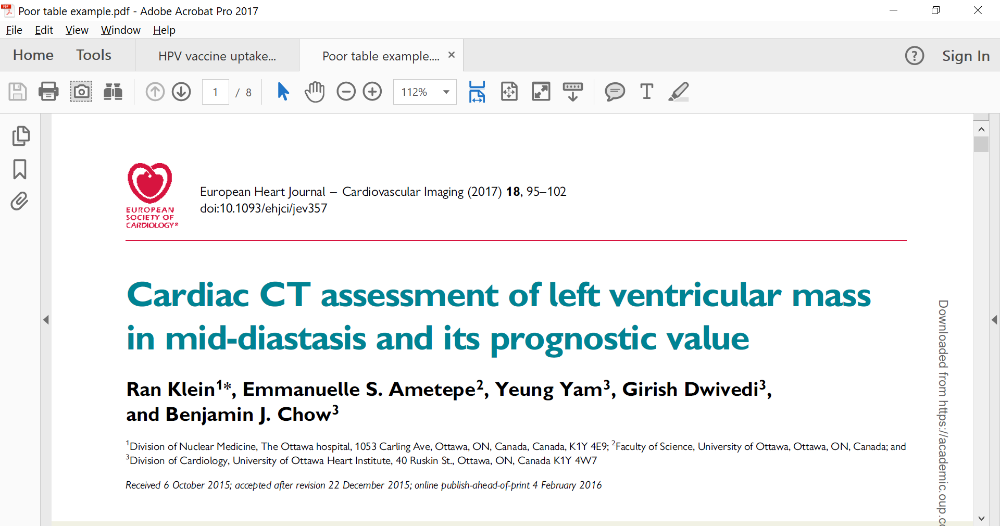 Poor table example.pdf - Adobe Acrobat Pro 2017
File Edit View Window Help
Home Tools HPV vaccine uptake... Poor table example.... × ? Sign In
1 / 8 112% T
EUROPEAN
SOCIETY OF
CARDIOLOGY®
European Heart Journal – Cardiovascular Imaging (2017) 18, 95–102
doi:10.1093/ehjci/jev357
Cardiac CT assessment of left ventricular mass
in mid-diastasis and its prognostic value
Ran Klein1*, Emmanuelle S. Ametepe2, Yeung Yam3, Girish Dwivedi3,
and Benjamin J. Chow3
1Division of Nuclear Medicine, The Ottawa hospital, 1053 Carling Ave, Ottawa, ON, Canada, Canada, K1Y 4E9; 2Faculty of Science, University of Ottawa, Ottawa, ON, Canada; and
3Division of Cardiology, University of Ottawa Heart Institute, 40 Ruskin St., Ottawa, ON, Canada K1Y 4W7
Received 6 October 2015; accepted after revision 22 December 2015; online publish-ahead-of-print 4 February 2016
Downloaded from https://academic.oup.c